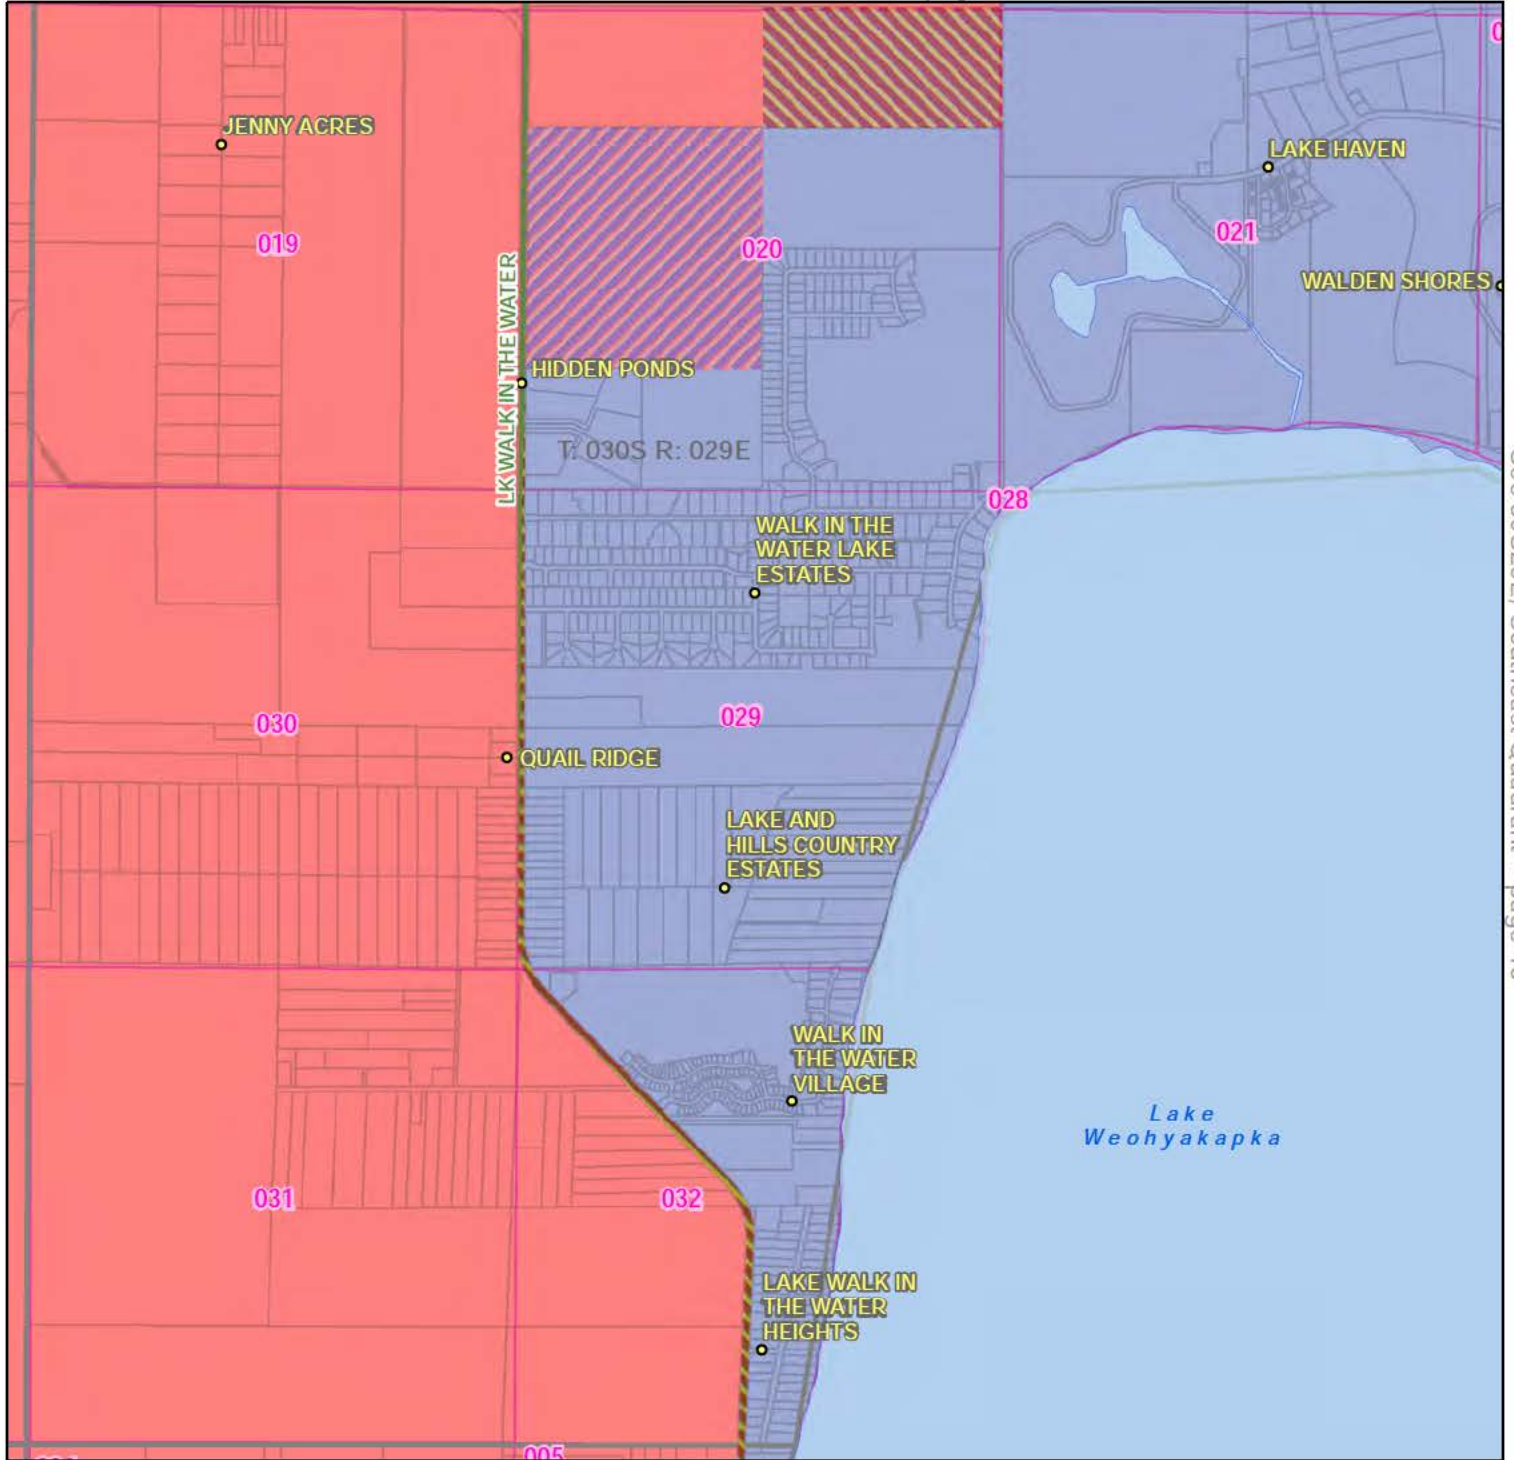 JENNY ACRES
LAKE HAVEN
019
020
021
WALDEN SHORES
LK WALK IN THE WATER
HIDDEN PONDS
T: 030S R: 029E
028
WALK IN THE
WATER LAKE
ESTATES
030
029
QUAIL RIDGE
LAKE AND
HILLS COUNTRY
ESTATES
WALK IN
THE WATER
VILLAGE
Lake
Weohyakapka
031
032
LAKE WALK IN
THE WATER
HEIGHTS
005